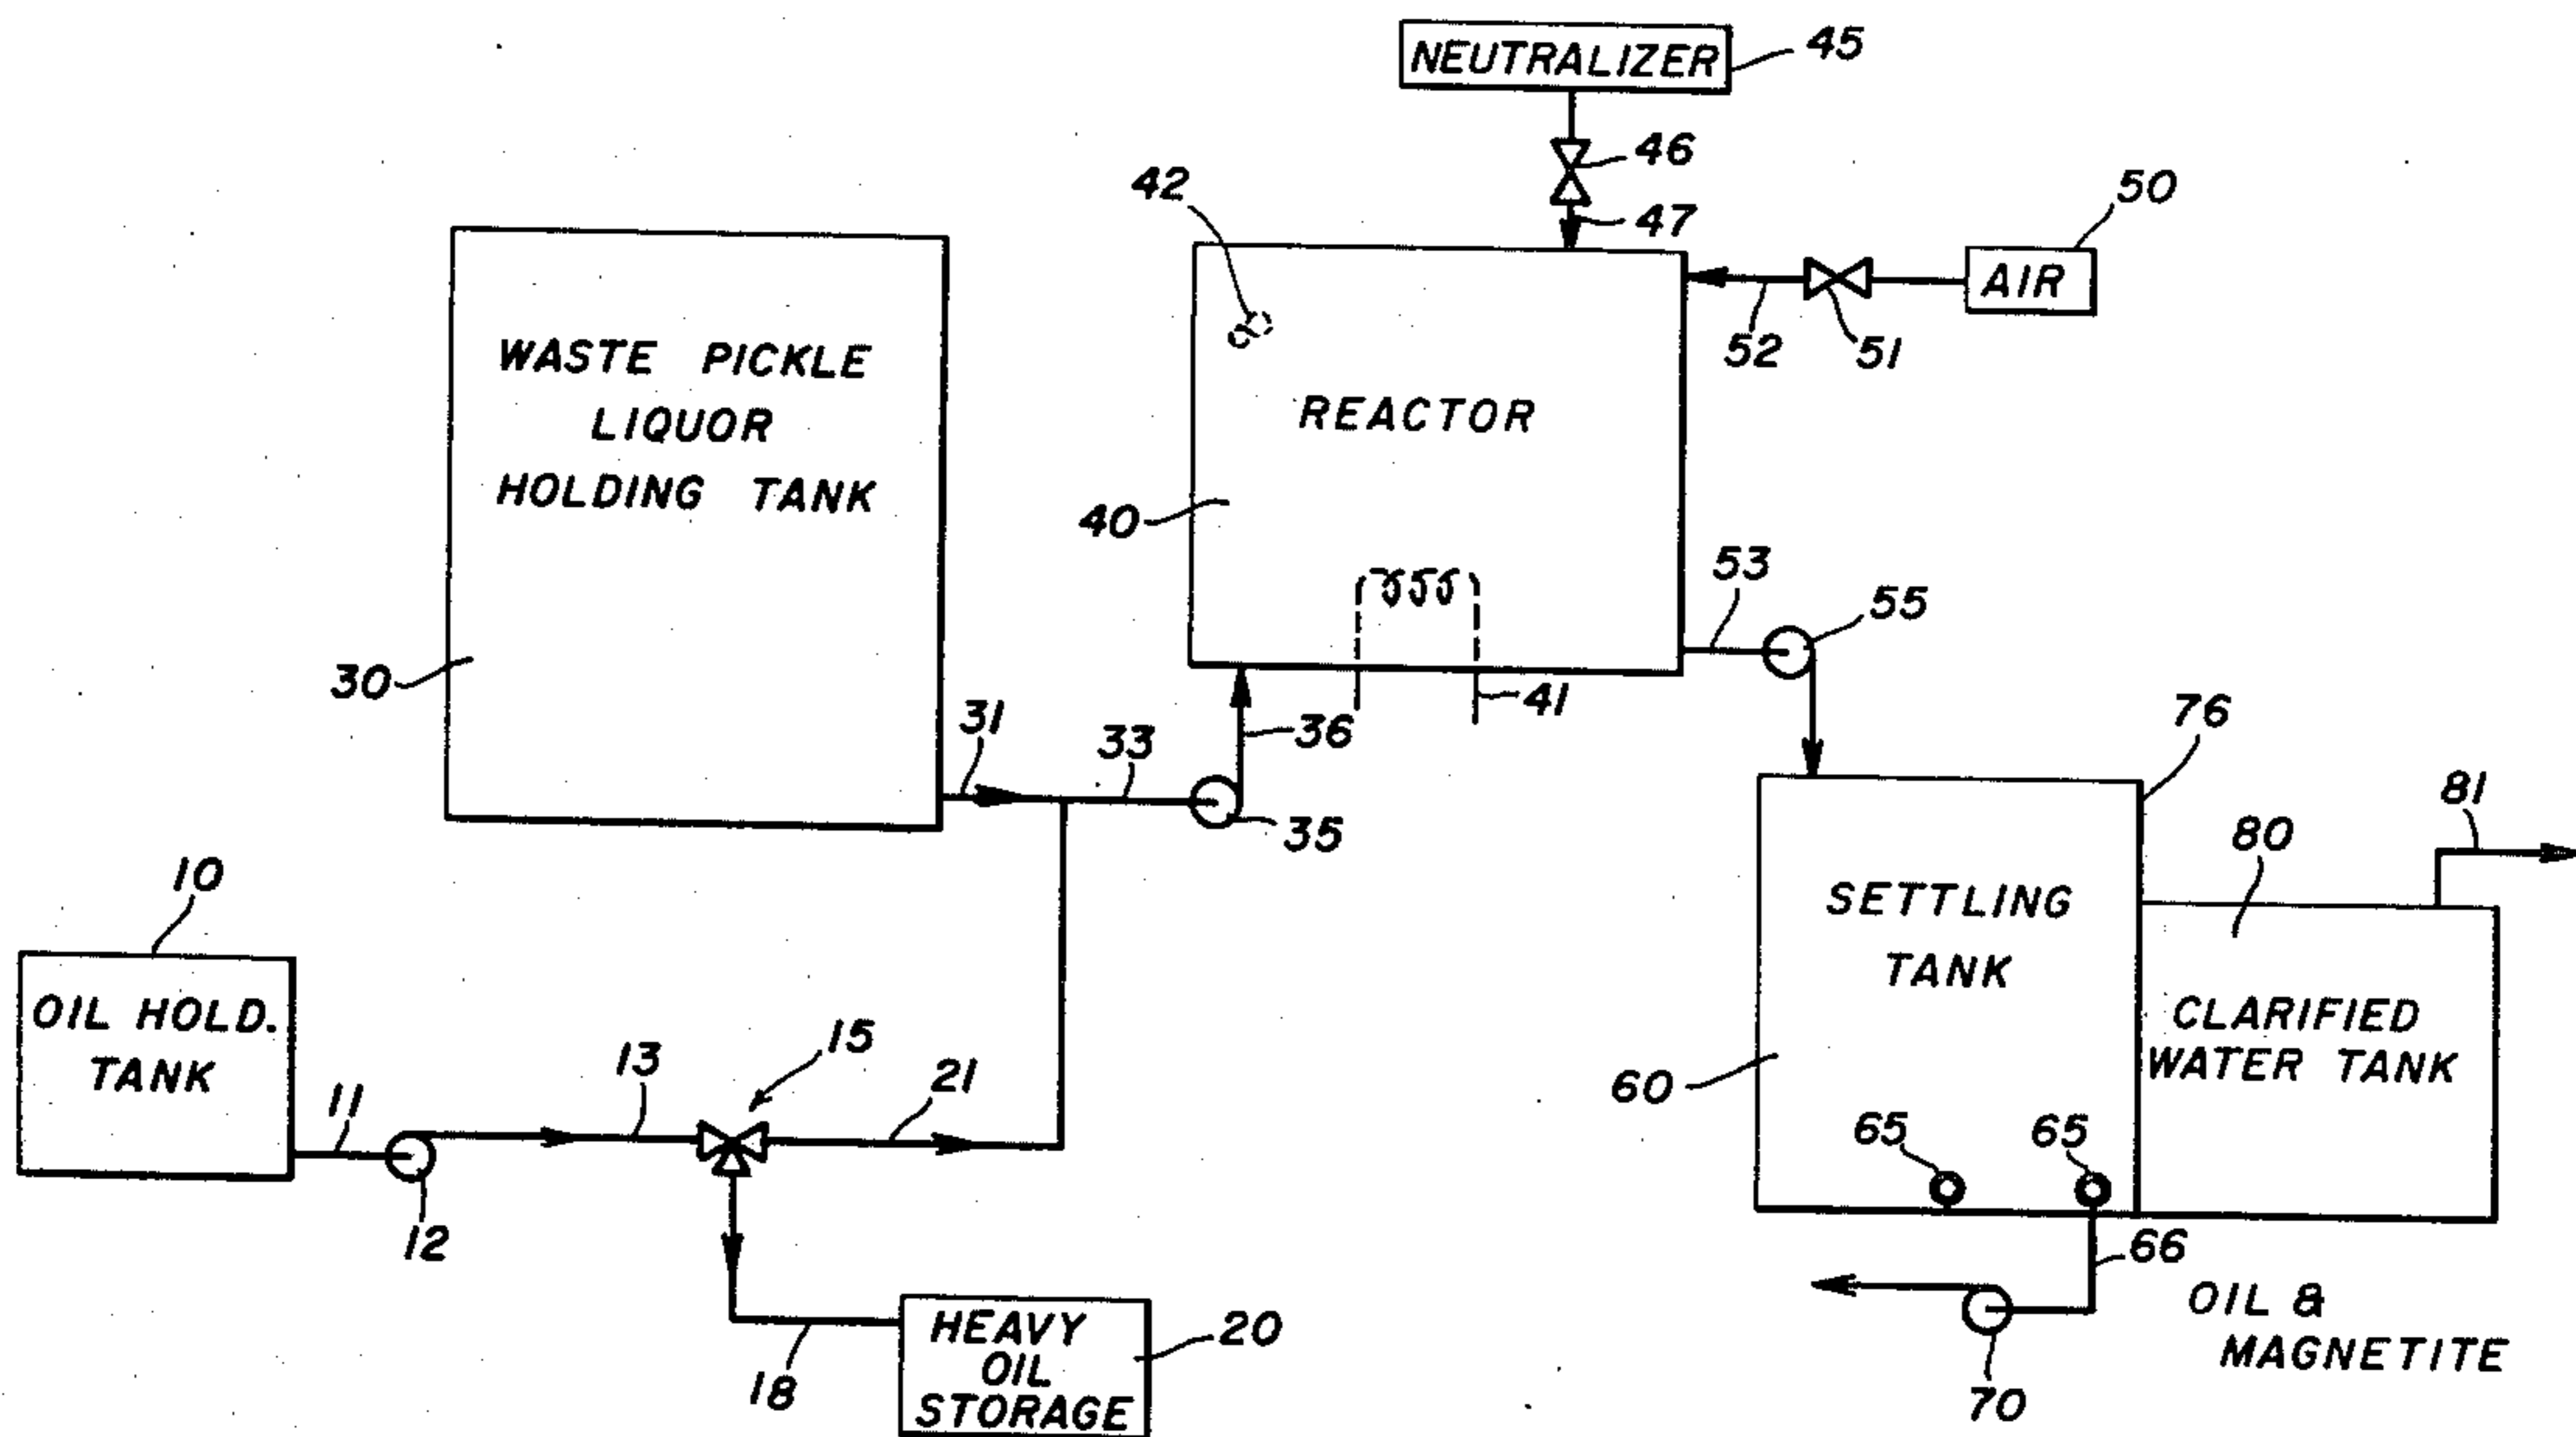 NEUTRALIZER
45
46
42
47
50
AIR
52
51
WASTE PICKLE
LIQUOR
HOLDING TANK
REACTOR
40
53
55
30
41
31
33
36
35
76
81
80
10
SETTLING
TANK
OIL HOLD.
TANK
CLARIFIED
WATER TANK
60
11
13
15
21
65
65
12
66
OIL &
MAGNETITE
18
HEAVY
OIL
STORAGE
20
70